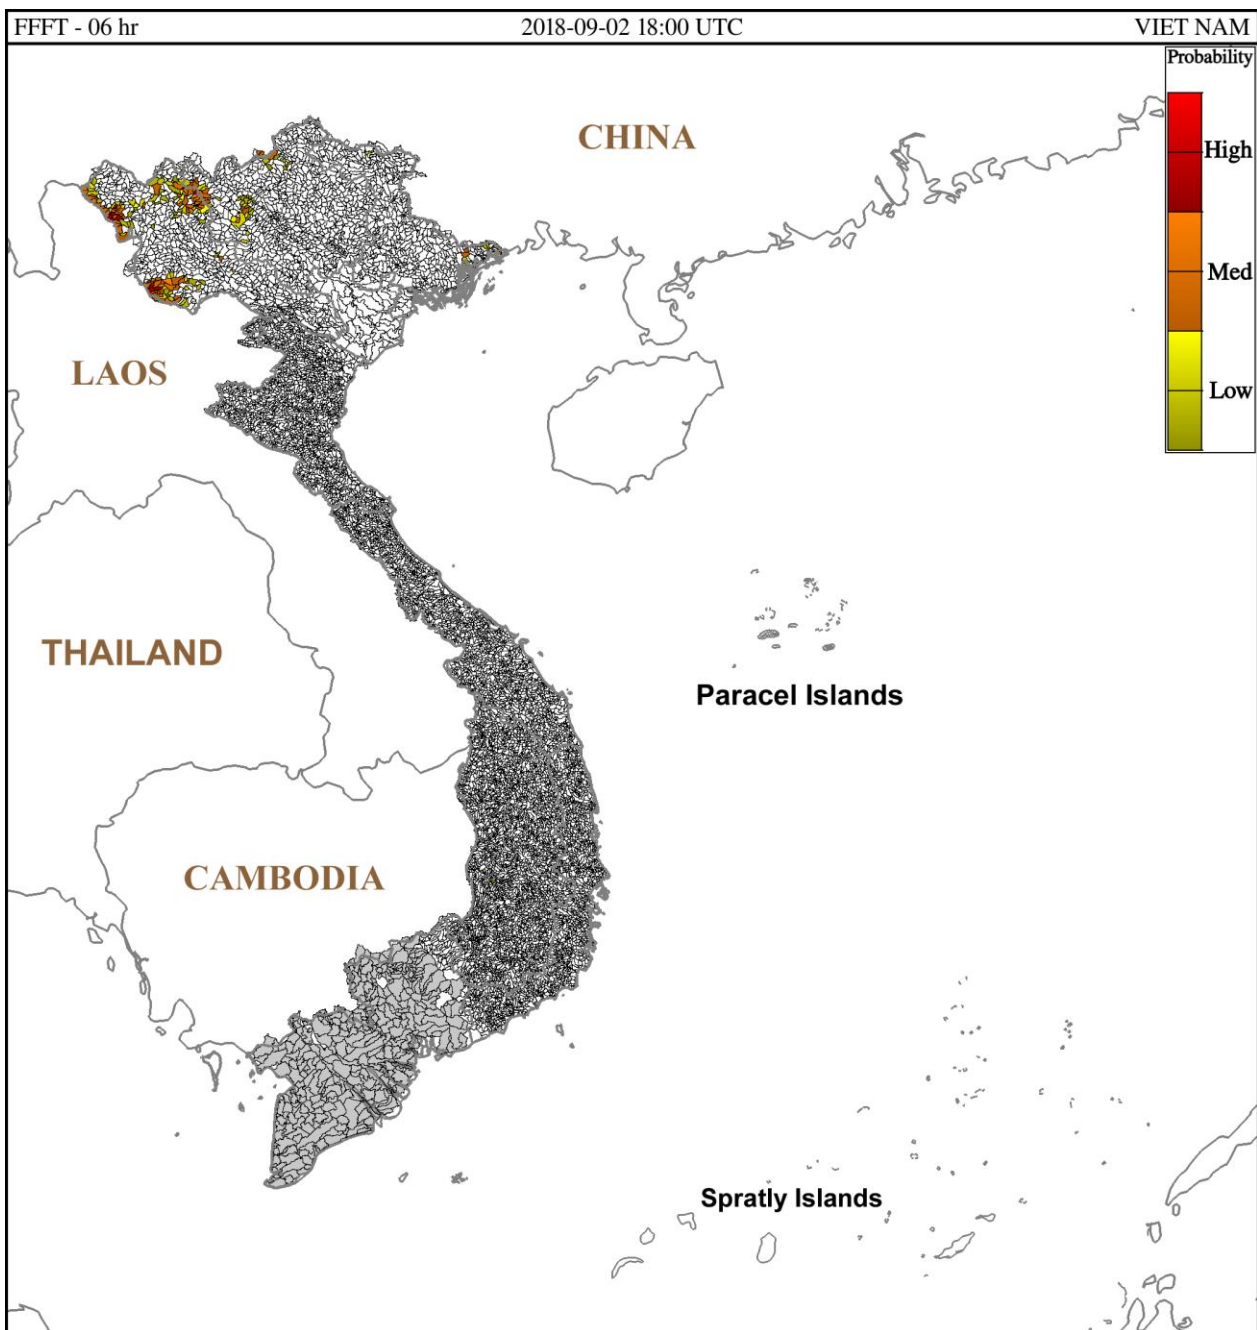 FFFT - 06 hr 2018-09-02 18:00 UTC VIET NAM
Probability
High
Med
Low
CHINA
LAOS
THAILAND
Paracel Islands
CAMBODIA
Spratly Islands